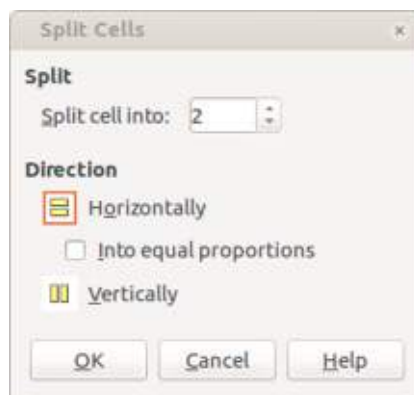 Split Cells
Split
Split cell into: 2
Direction
Horizontally
Into equal proportions
Vertically
OK Cancel Help